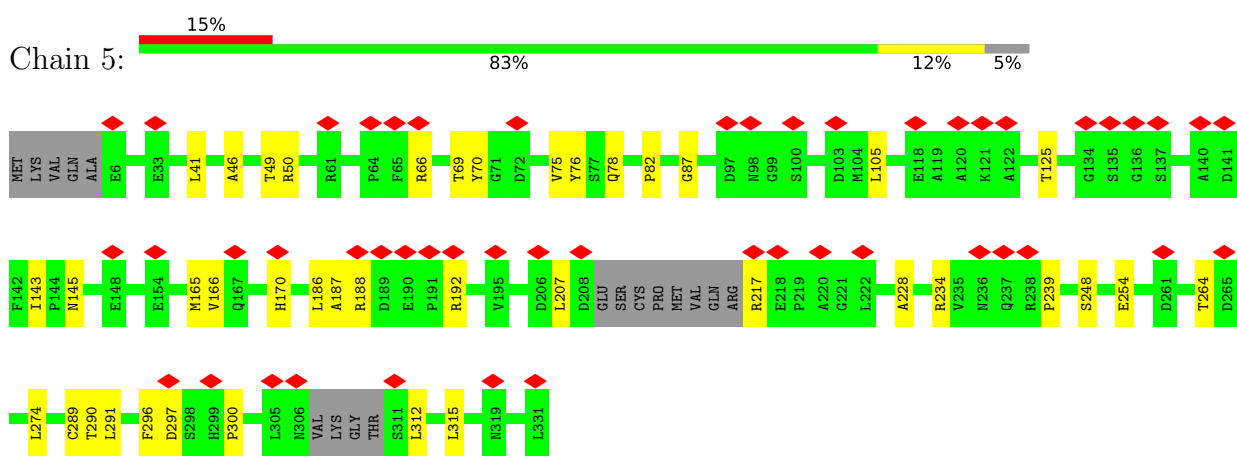 15%
Chain 5:
83% 12% 5%
MET LYS VAL GLN ALA E6 E33 L41 A46 T49 R50 R61 P64 F65 R66 T69 Y70 G71 D72 V75 Y76 S77 Q78 P82 G87 D97 N98 G99 S100 D103 M104 L105 E118 A119 A120 K121 A122 T125 G134 S135 G136 S137 A140 D141
F142 I143 P144 N145 E148 E154 M165 V166 Q167 H170 L186 A187 R188 D189 E190 P191 R192 V195 D206 L207 D208 GLU SER CYS PRO MET VAL GLN ARG R217 E218 P219 A220 G221 L222 A228 R234 V235 N236 Q237 R238 P239 S248 E254 D261 T264 D265
L274 C289 T290 L291 F296 D297 S298 H299 P300 L305 N306 VAL LYS GLY THR S311 L312 L315 N319 L331